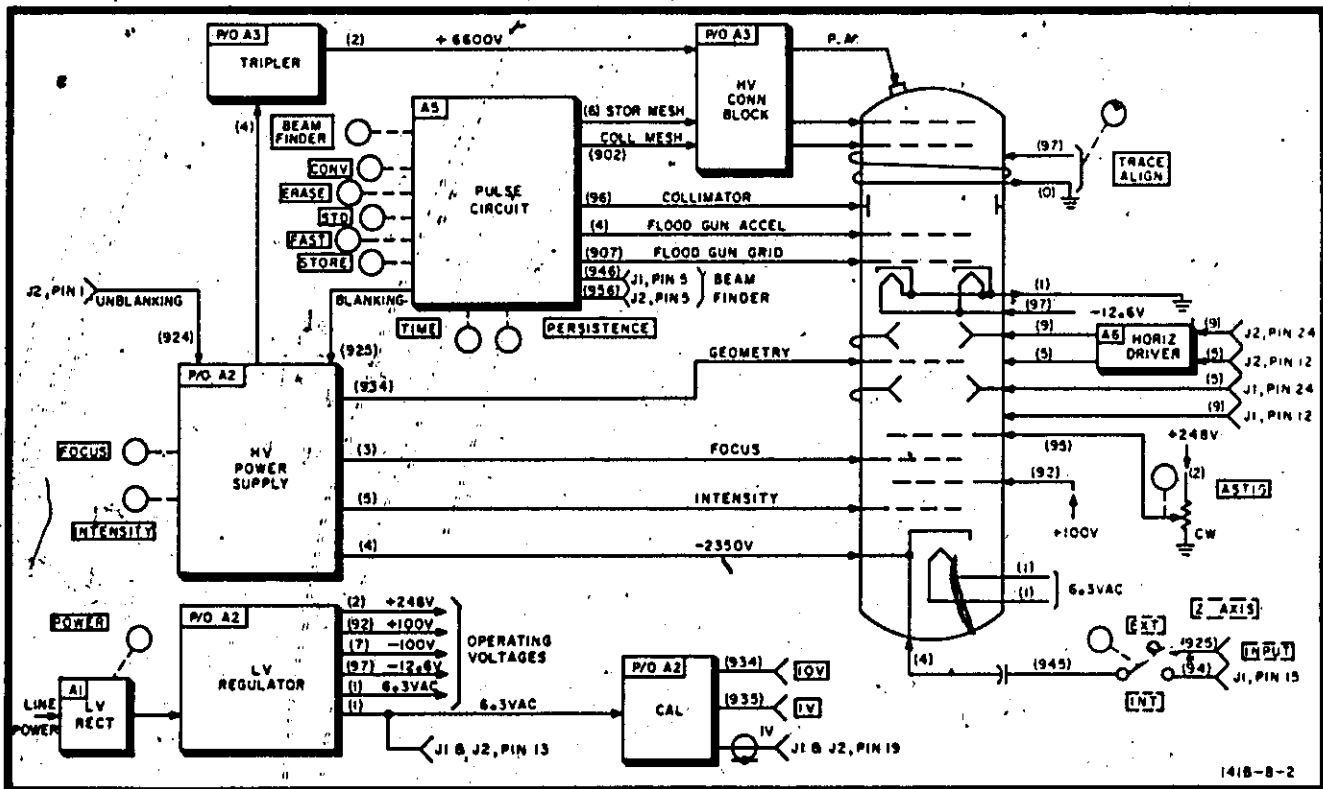 P/O A3
TRIPLER
(2) +6600V
P/O A3
HV
CONN
BLOCK
(4)
A5
PULSE
CIRCUIT
BEAM
FINDER
CONV
ERASE
STD
FAST
STORE
(6) STOR MESH
COLL MESH
(902)
(96) COLLIMATOR
(4) FLOOD GUN ACCEL
(907) FLOOD GUN GRID
(946) J1, PIN 5
(956) J2, PIN 5
BEAM
FINDER
(97)
(0)
TRACE
ALIGN
J2, PIN 1
UNBLANKING
(924)
BLANKING
(925)
TIME
PERSISTENCE
(1)
(97) -12.6V
(9)
(5)
A6
HORIZ
DRIVER
(9) J2, PIN 24
(5) J2, PIN 12
(5) J1, PIN 24
(9) J1, PIN 12
P/O A2
HV
POWER
SUPPLY
FOCUS
INTENSITY
(934) GEOMETRY
(3) FOCUS
(5) INTENSITY
(4) -2350V
(95)
(92)
+100V
+248V
(2)
ASTIG
CW
(1)
(1)
6.3VAC
POWER
LINE
POWER
A1
LV
RECT
P/O A2
LV
REGULATOR
(2) +248V
(92) +100V
(7) -100V
(97) -12.6V
(1) 6.3VAC
(1) 6.3VAC
OPERATING
VOLTAGES
J1 & J2, PIN 13
P/O A2
CAL
(934) 10V
(935) 1V
1V
J1 & J2, PIN 19
(4)
(945)
Z AXIS
EXT
INT
(925) INPUT
(94) J1, PIN 15
141B-B-2